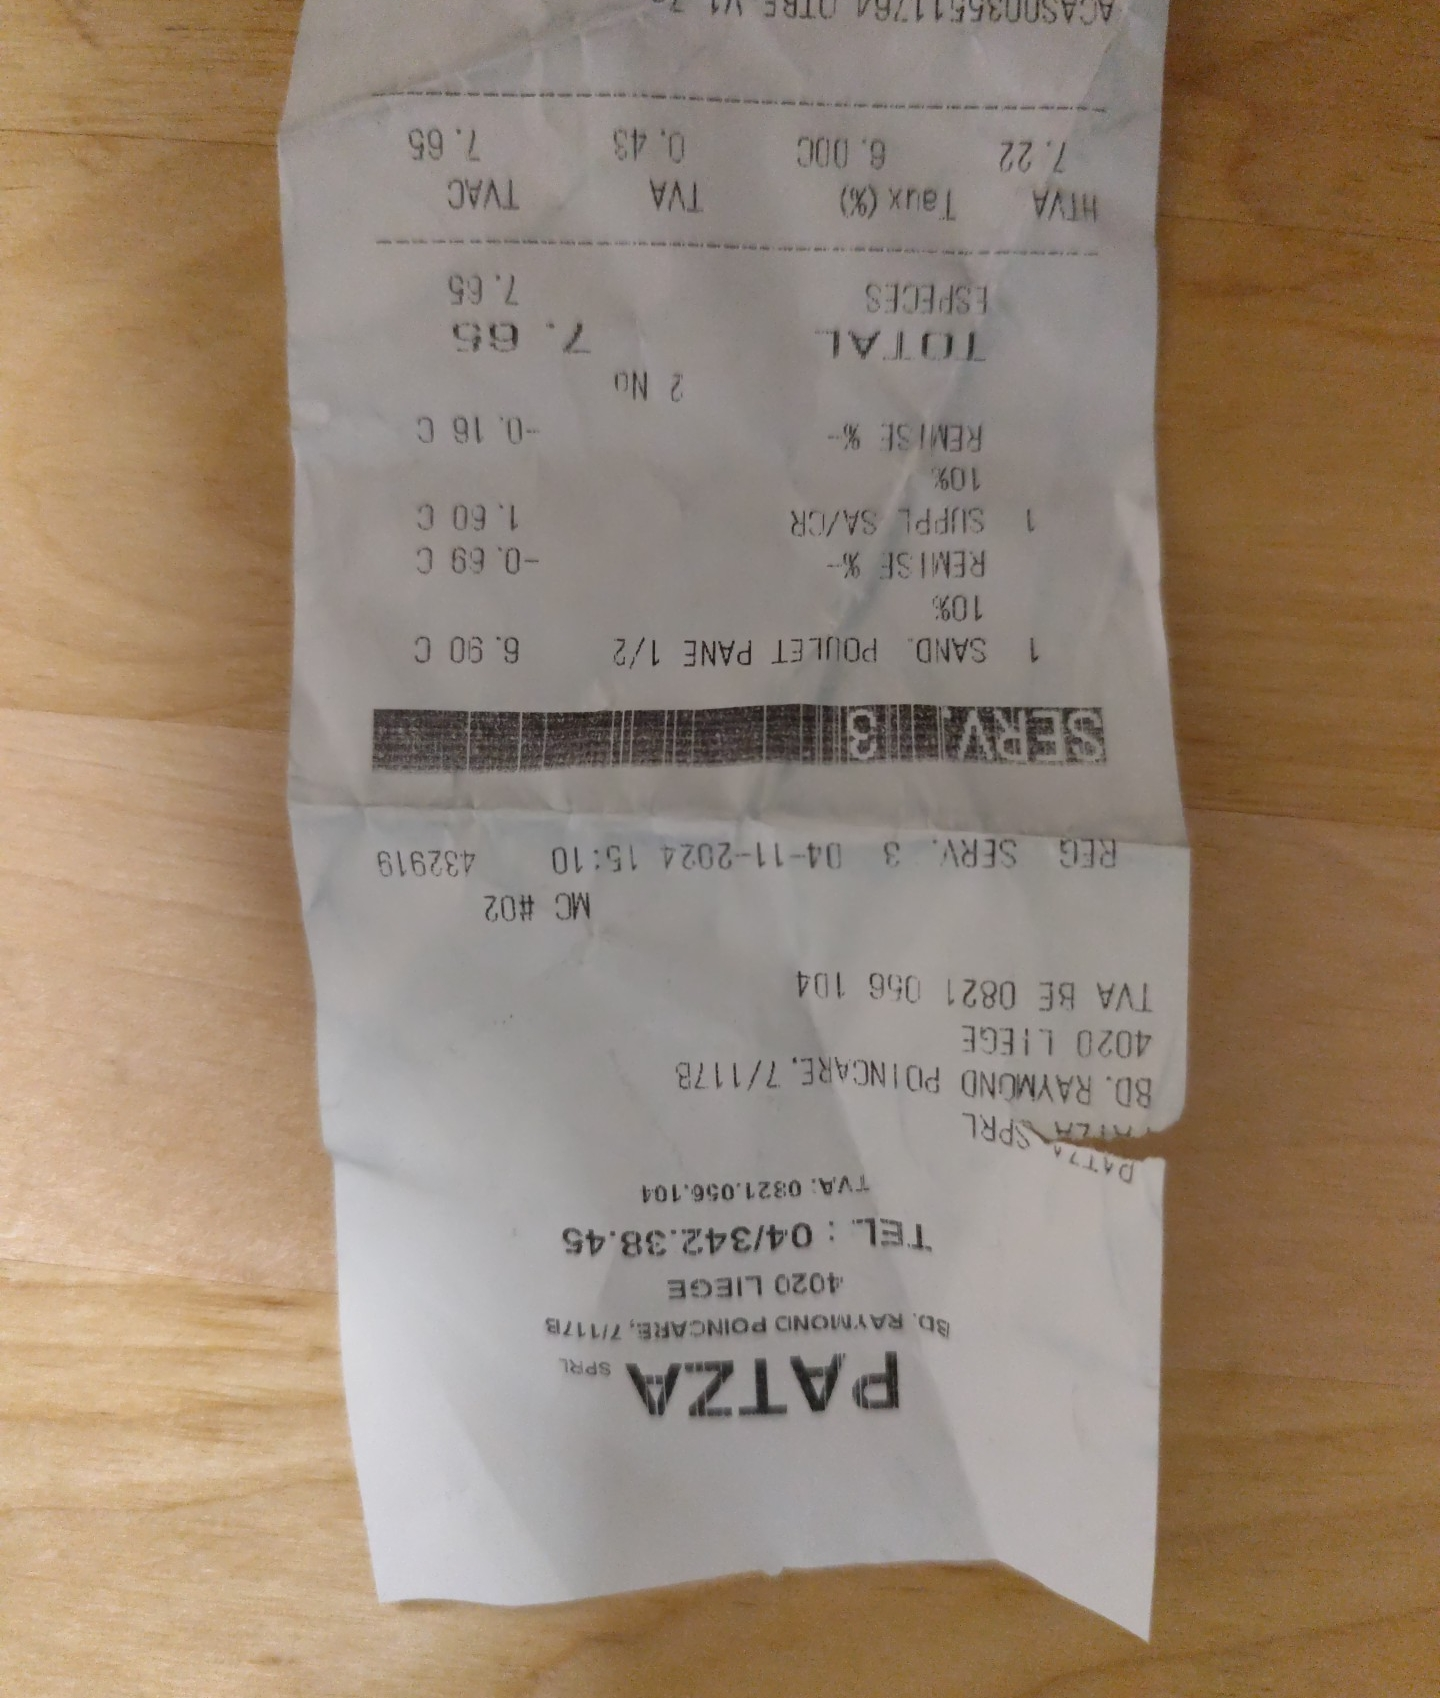 PATZA SPRL
BD. RAYMOND POINCARE, 7/117B
4020 LIEGE
TEL. : 04/342.38.45
TVA: 0821.056.104
PATZA
PATZA SPRL
BD. RAYMOND POINCARE, 7/117B
4020 LIEGE
TVA BE 0821 056 104
MC #02
REG SERV. 3 04-11-2024 15:10 432919
SERV. 3
1 SAND. POULET PANE 1/2 6.90 C
10%
REMISE %- -0.69 C
1 SUPPL SA/CR 1.60 C
10%
REMISE %- -0.16 C
2 No
TOTAL 7.65
ESPECES 7.65
HTVA Taux(%) TVA TVAC
7.22 6.00C 0.43 7.65